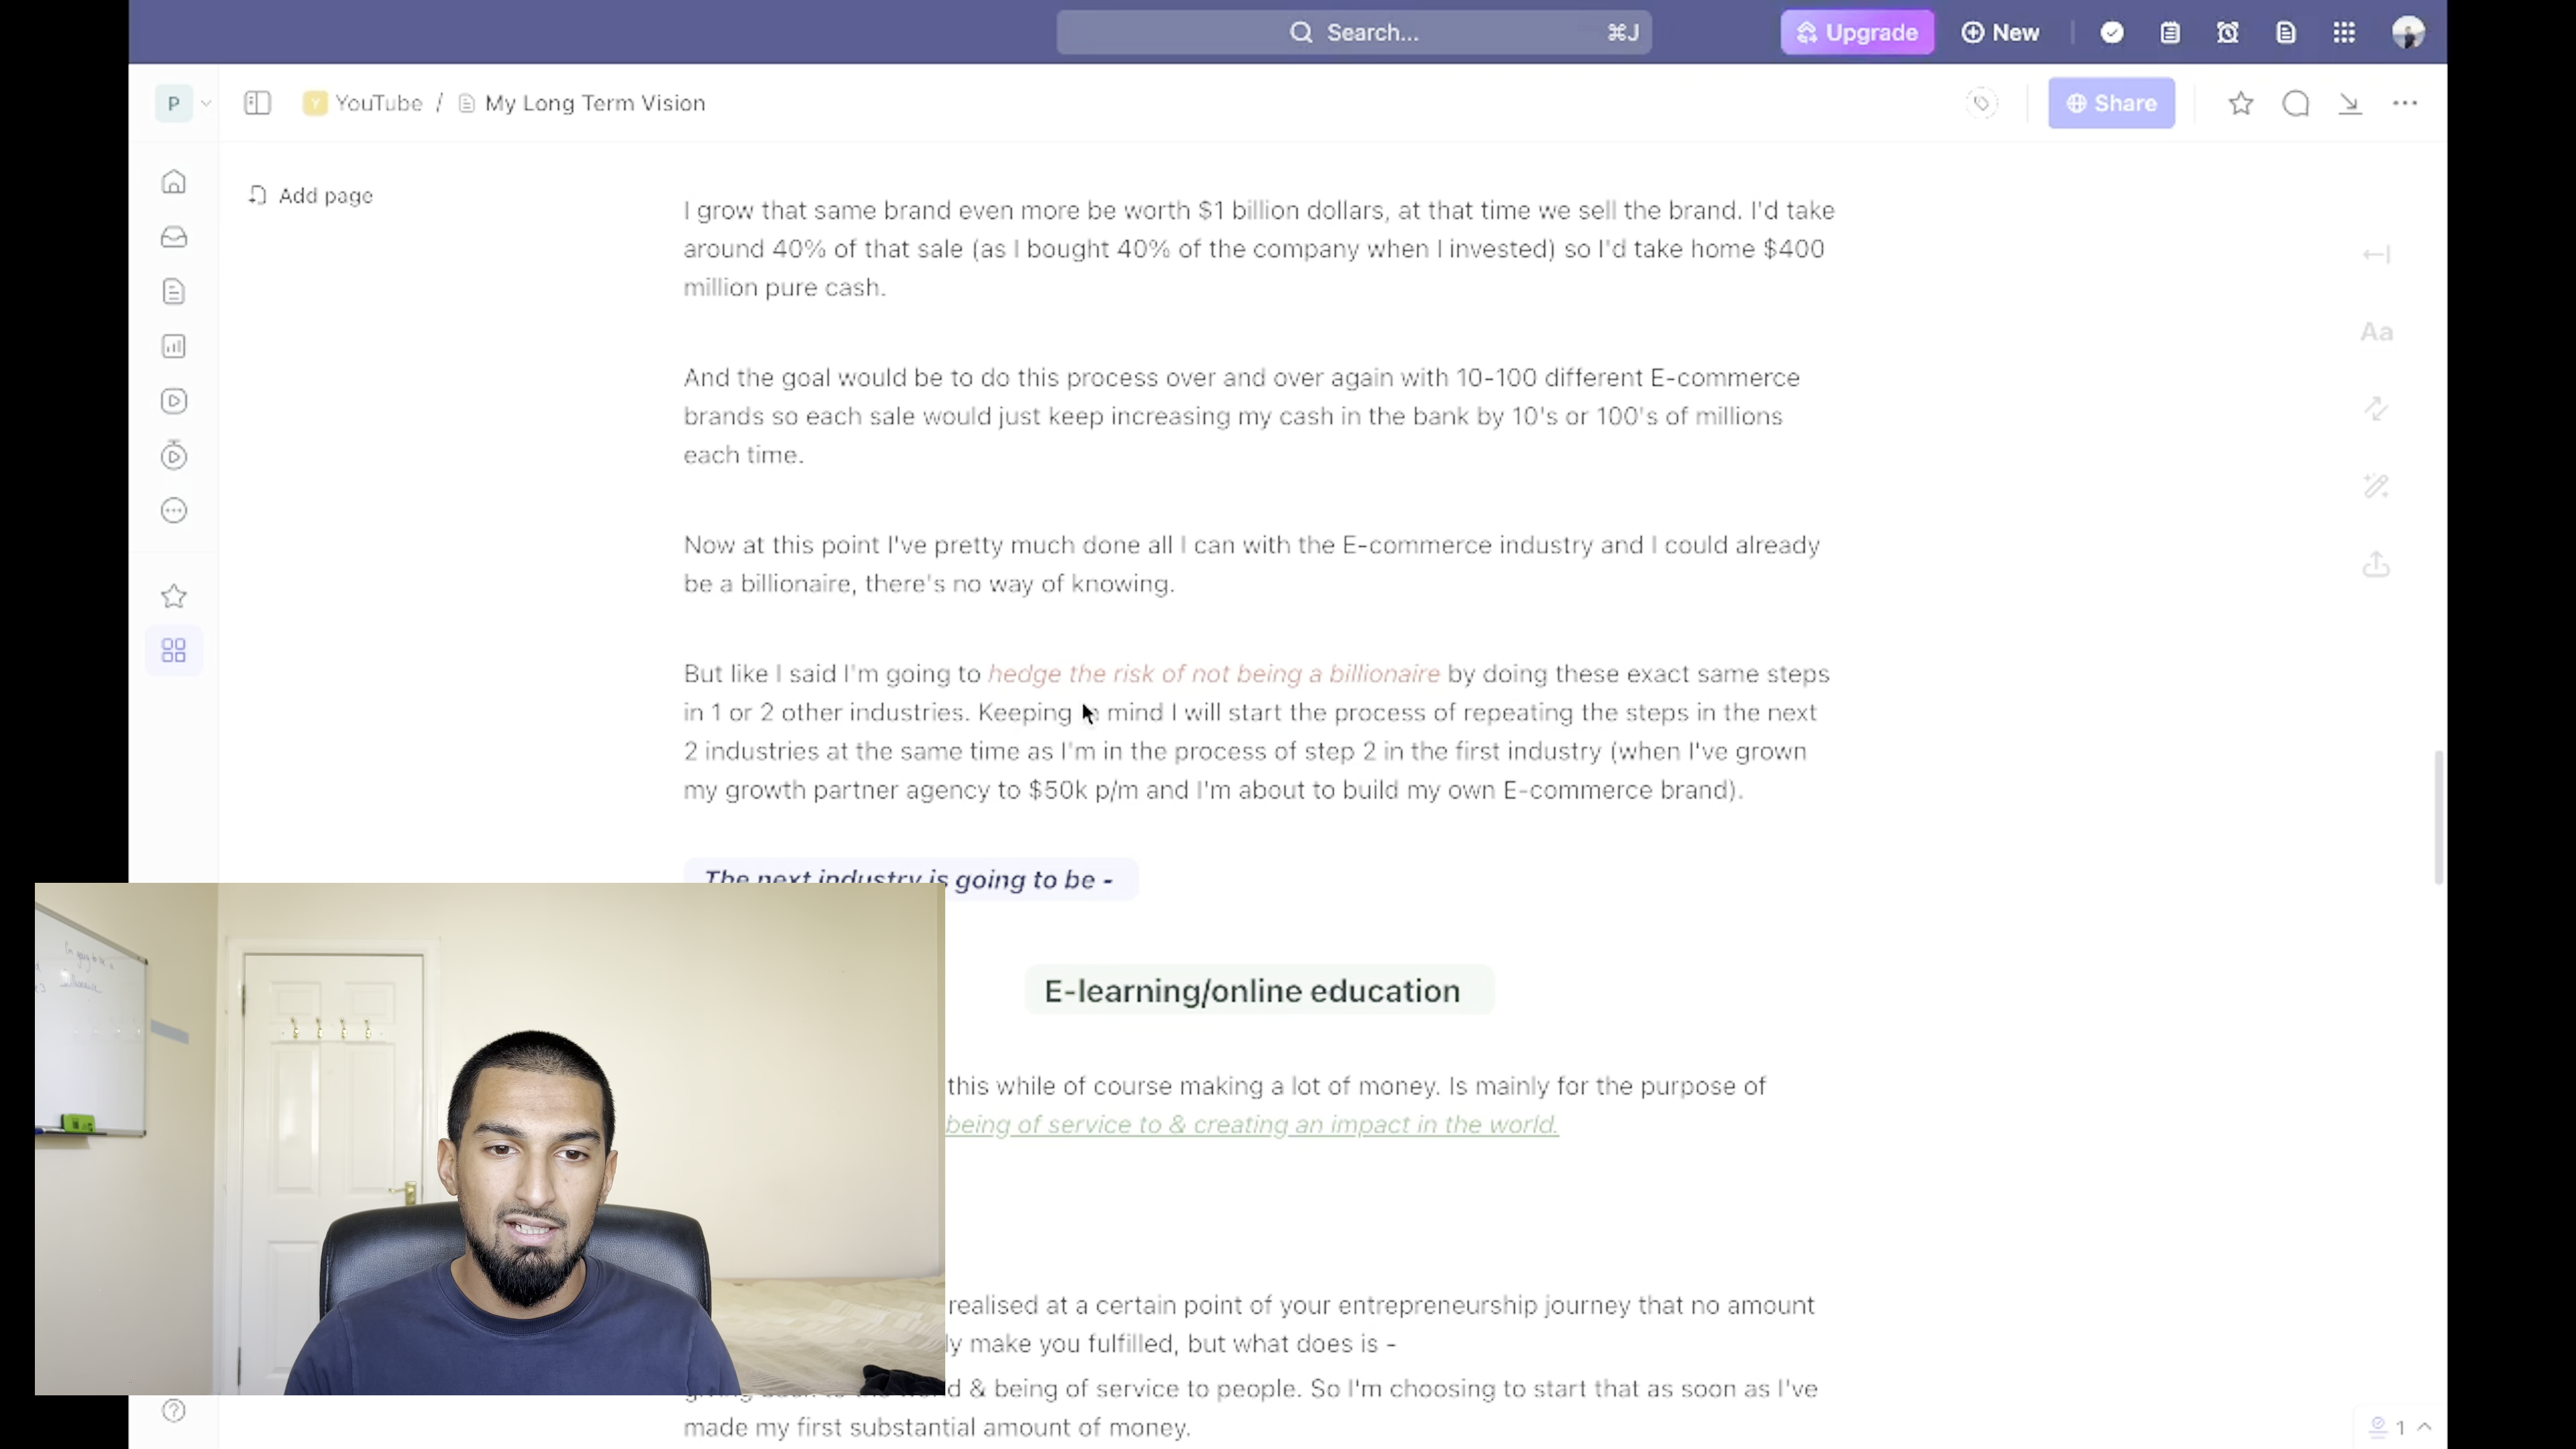 Search...
⌘J
Upgrade
New
P
YouTube / My Long Term Vision
Share
Add page
I grow that same brand even more be worth $1 billion dollars, at that time we sell the brand. I'd take
around 40% of that sale (as I bought 40% of the company when I invested) so I'd take home $400
million pure cash.
And the goal would be to do this process over and over again with 10-100 different E-commerce
brands so each sale would just keep increasing my cash in the bank by 10's or 100's of millions
each time.
Now at this point I've pretty much done all I can with the E-commerce industry and I could already
be a billionaire, there's no way of knowing.
But like I said I'm going to hedge the risk of not being a billionaire by doing these exact same steps
in 1 or 2 other industries. Keeping mind I will start the process of repeating the steps in the next
2 industries at the same time as I'm in the process of step 2 in the first industry (when I've grown
my growth partner agency to $50k p/m and I'm about to build my own E-commerce brand).
The next industry is going to be -
E-learning/online education
this while of course making a lot of money. Is mainly for the purpose of
being of service to & creating an impact in the world.
realised at a certain point of your entrepreneurship journey that no amount
ly make you fulfilled, but what does is -
d & being of service to people. So I'm choosing to start that as soon as I've
made my first substantial amount of money.
Aa
1